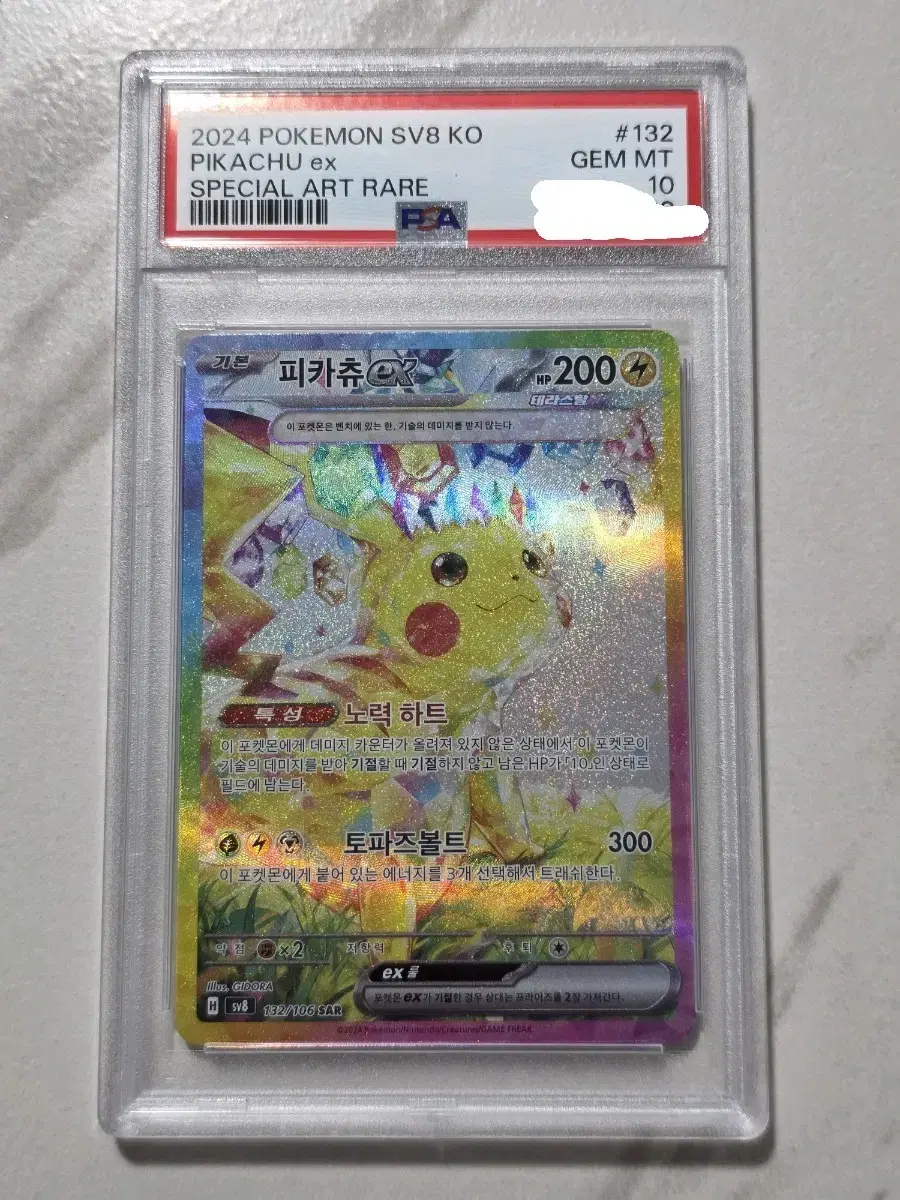 2024 POKEMON SV8 KO #132
PIKACHU ex GEM MT
SPECIAL ART RARE 10
PSA
기본 피카츄ex HP200
테라스탈
이 포켓몬은 벤치에 있는 한, 기술의 데미지를 받지 않는다.
특성 노력 하트
이 포켓몬에게 데미지 카운터가 올려져 있지 않은 상태에서 이 포켓몬이
기술의 데미지를 받아 기절할 때 기절하지 않고 남은 HP가 「10」인 상태로
필드에 남는다.
토파즈볼트 300
이 포켓몬에게 붙어 있는 에너지를 3개 선택해서 트래쉬한다.
약점 ×2 저항력 후퇴
ex룰
포켓몬 ex가 기절한 경우 상대는 프라이즈를 2장 가져간다.
Illus. GIDORA
H sv8 132/106 SAR
©2024 Pokémon/Nintendo/Creatures/GAME FREAK.